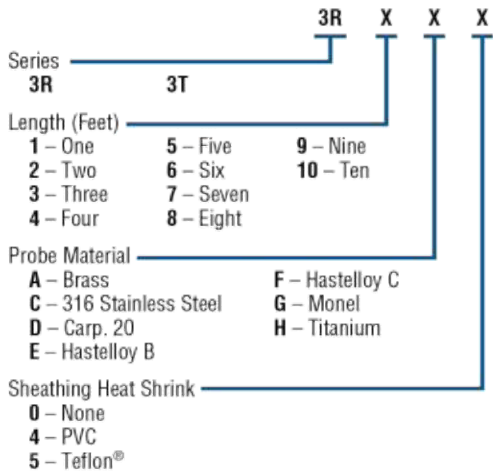 3R X X X
Series
3R 3T
Length (Feet)
1 – One 5 – Five 9 – Nine
2 – Two 6 – Six 10 – Ten
3 – Three 7 – Seven
4 – Four 8 – Eight
Probe Material
A – Brass F – Hastelloy C
C – 316 Stainless Steel G – Monel
D – Carp. 20 H – Titanium
E – Hastelloy B
Sheathing Heat Shrink
0 – None
4 – PVC
5 – Teflon®